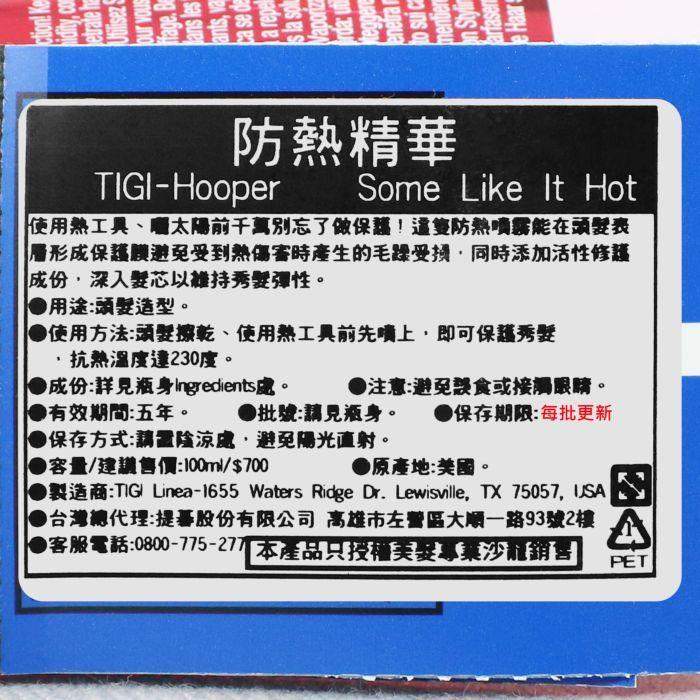 防熱精華
TIGI-Hooper Some Like It Hot
使用熱工具、曬太陽前千萬別忘了做保護！這隻防熱噴霧能在頭髮表
層形成保護膜避免受到熱傷害時產生的毛躁受損，同時添加活性修護
成份，深入髮芯以維持秀髮彈性。
●用途:頭髮造型。
●使用方法:頭髮擦乾、使用熱工具前先噴上，即可保護秀髮
，抗熱溫度達230度。
●成份:詳見瓶身Ingredients處。 ●注意:避免誤食或接觸眼睛。
●有效期間:五年。 ●批號:請見瓶身。 ●保存期限:每批更新
●保存方式:請置陰涼處，避免陽光直射。
●容量/建議售價:100ml/$700 ●原產地:美國。
●製造商:TIGI Linea-1655 Waters Ridge Dr. Lewisville, TX 75057, USA
●台灣總代理:提碁股份有限公司 高雄市左營區大順一路93號2樓
●客服電話:0800-775-277 本產品只授權美髮專業沙龍銷售
PET